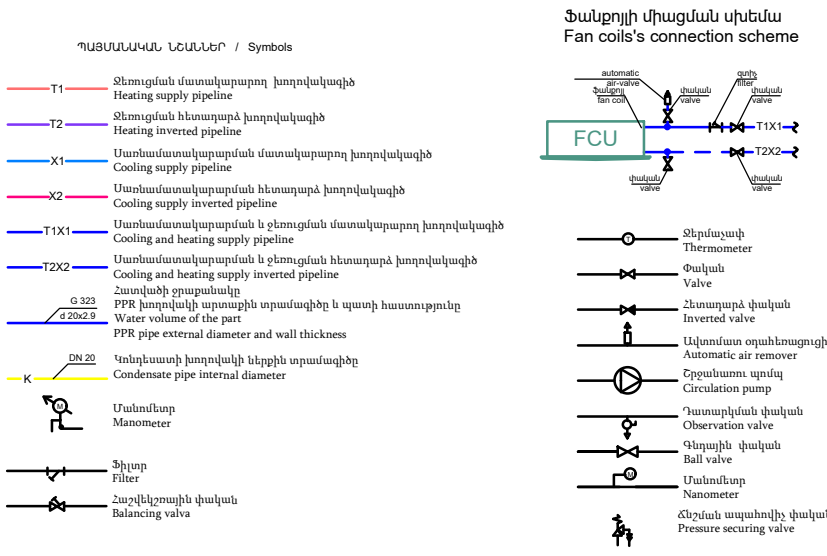 ՊԱՅՄԱՆԱԿԱՆ ՆՇԱՆՆԵՐ / Symbols
T1
Ջեռուցման մատակարարող խողովակագիծ
Heating supply pipeline
T2
Ջեռուցման հետադարձ խողովակագիծ
Heating inverted pipeline
X1
Սառնամատակարարման մատակարարող խողովակագիծ
Cooling supply pipeline
X2
Սառնամատակարարման հետադարձ խողովակագիծ
Cooling supply inverted pipeline
T1X1
Սառնամատակարարման և ջեռուցման մատակարարող խողովակագիծ
Cooling and heating supply pipeline
T2X2
Սառնամատակարարման և ջեռուցման հետադարձ խողովակագիծ
Cooling and heating supply inverted pipeline
G 323
d 20x2.9
Հատվածի ջրաքանակը
PPR խողովակի արտաքին տրամագիծը և պատի հաստությունը
Water volume of the part
PPR pipe external diameter and wall thickness
K
DN 20
Կոնդեսատի խողովակի ներքին տրամագիծը
Condensate pipe internal diameter
M
Մանոմետր
Manometer
Ֆիլտր
Filter
Հաշվեկշռային փական
Balancing valva
Ֆանքոյլի միացման սխեմա
Fan coils's connection scheme
automatic
air-valve
ֆանքոյլ
fan coil
փական
valve
զտիչ
filter
փական
valve
FCU
T1X1
T2X2
փական
valve
փական
valve
T
Ջերմաչափ
Thermometer
Փական
Valve
Հետադարձ փական
Inverted valve
Ավտոմատ օդահեռացուցիչ
Automatic air remover
Շրջանառու պոմպ
Circulation pump
Դատարկման փական
Observation valve
Գնդային փական
Ball valve
M
Մանոմետր
Nanometer
Ճնշման ապահովիչ փական
Pressure securing valve